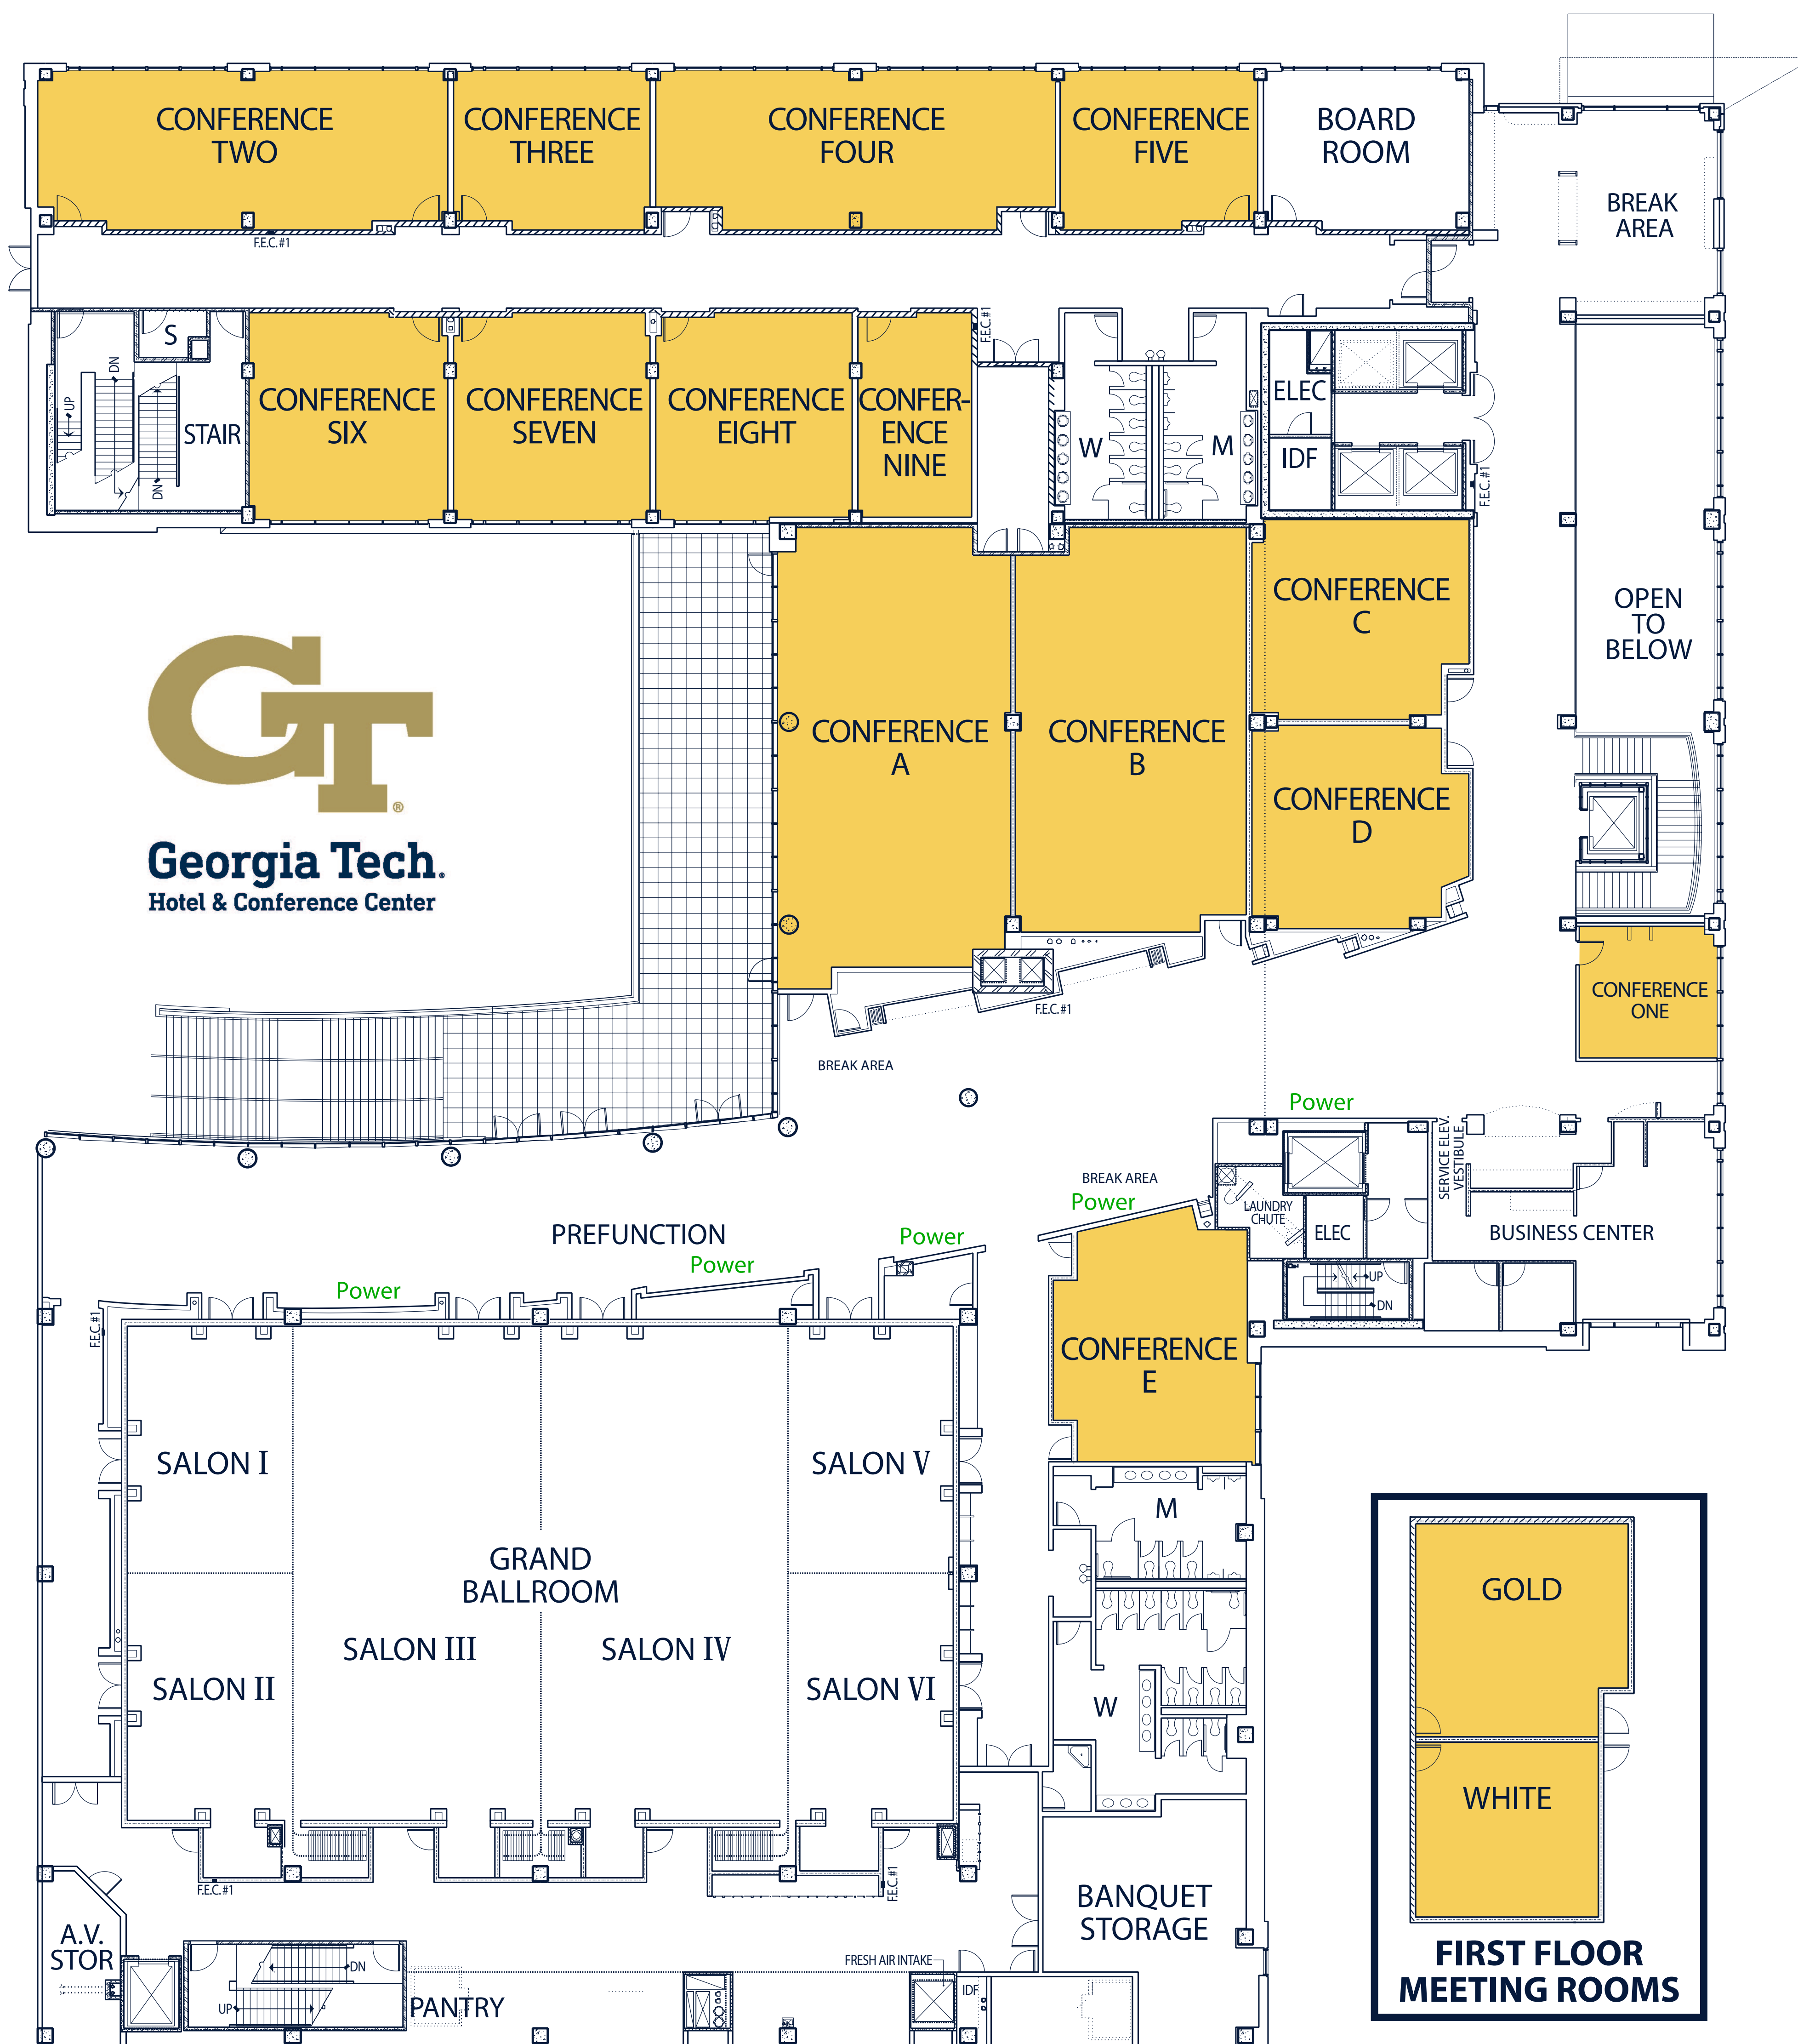 CONFERENCE
TWO
CONFERENCE
THREE
CONFERENCE
FOUR
CONFERENCE
FIVE
BOARD
ROOM
BREAK
AREA
F.E.C. #1
F.E.C. #1
S
DN
UP
DN
STAIR
CONFERENCE
SIX
CONFERENCE
SEVEN
CONFERENCE
EIGHT
CONFER-
ENCE
NINE
W
M
ELEC
IDF
F.E.C. #1
OPEN
TO
BELOW
CONFERENCE
A
CONFERENCE
B
CONFERENCE
C
CONFERENCE
D
GT®
Georgia Tech.
Hotel & Conference Center
CONFERENCE
ONE
F.E.C. #1
BREAK AREA
Power
BREAK AREA
Power
SERVICE ELEV.
VESTIBULE
LAUNDRY
CHUTE
ELEC
BUSINESS CENTER
UP
DN
PREFUNCTION
Power
Power
Power
F.E.C. #1
CONFERENCE
E
SALON I
SALON V
GRAND
BALLROOM
SALON III
SALON IV
SALON II
SALON VI
M
W
GOLD
WHITE
FIRST FLOOR
MEETING ROOMS
F.E.C. #1
F.E.C. #1
BANQUET
STORAGE
A.V.
STOR
DN
UP
PANTRY
FRESH AIR INTAKE
IDF